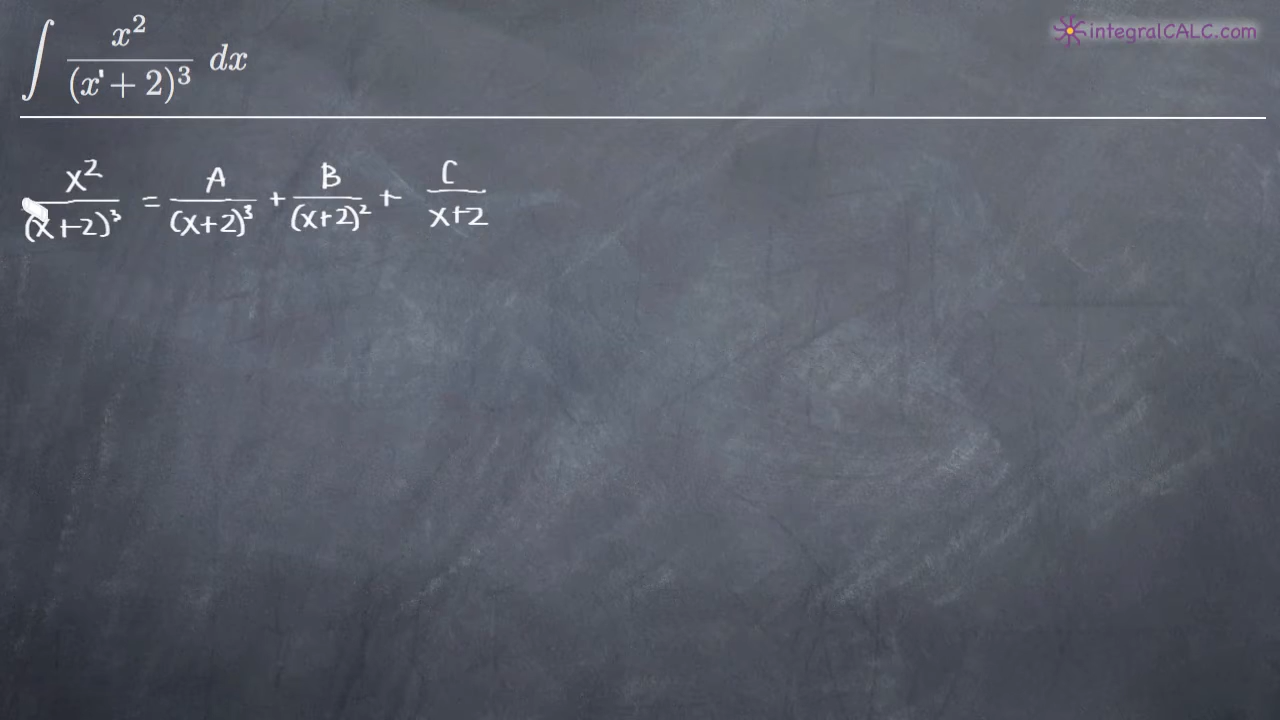 ∫ x² / (x + 2)³ dx
integralCALC.com
x² / (x+2)³ = A / (x+2)³ + B / (x+2)² + C / x+2